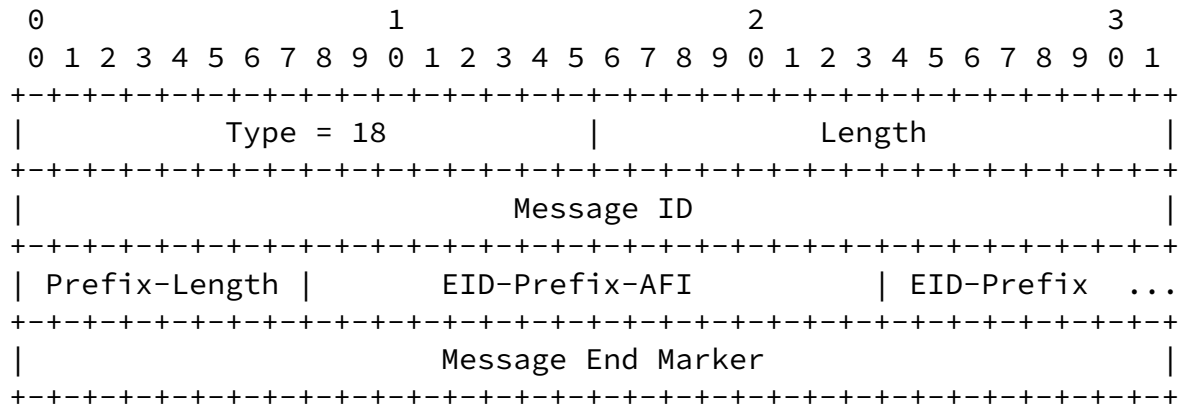 0                   1                   2                   3
 0 1 2 3 4 5 6 7 8 9 0 1 2 3 4 5 6 7 8 9 0 1 2 3 4 5 6 7 8 9 0 1
+-+-+-+-+-+-+-+-+-+-+-+-+-+-+-+-+-+-+-+-+-+-+-+-+-+-+-+-+-+-+-+-+
|           Type = 18           |            Length             |
+-+-+-+-+-+-+-+-+-+-+-+-+-+-+-+-+-+-+-+-+-+-+-+-+-+-+-+-+-+-+-+-+
|                           Message ID                          |
+-+-+-+-+-+-+-+-+-+-+-+-+-+-+-+-+-+-+-+-+-+-+-+-+-+-+-+-+-+-+-+-+
| Prefix-Length |       EID-Prefix-AFI          | EID-Prefix  ...
+-+-+-+-+-+-+-+-+-+-+-+-+-+-+-+-+-+-+-+-+-+-+-+-+-+-+-+-+-+-+-+-+
|                       Message End Marker                      |
+-+-+-+-+-+-+-+-+-+-+-+-+-+-+-+-+-+-+-+-+-+-+-+-+-+-+-+-+-+-+-+-+